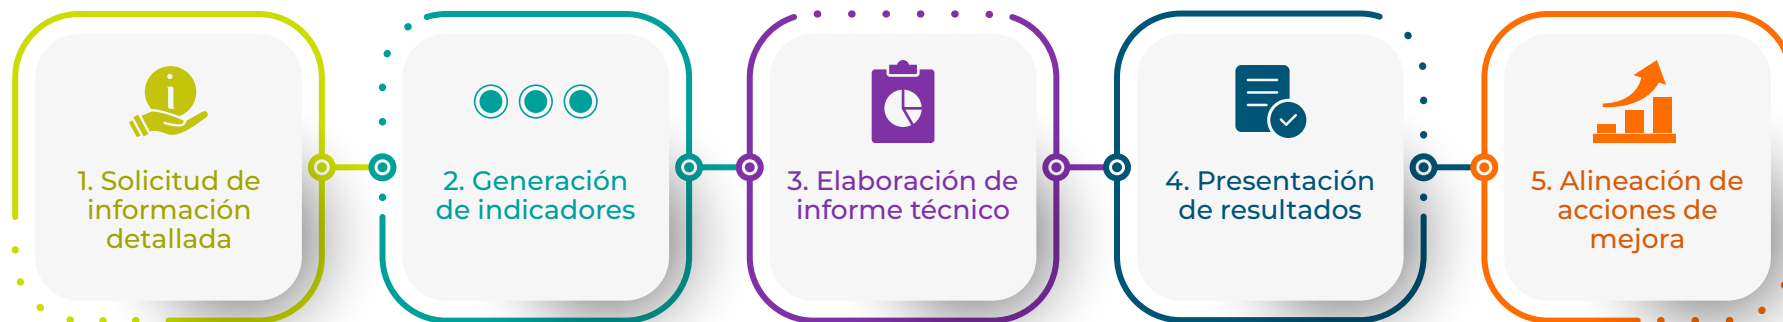 1. Solicitud de
información
detallada
2. Generación
de indicadores
3. Elaboración de
informe técnico
4. Presentación
de resultados
5. Alineación de
acciones de
mejora